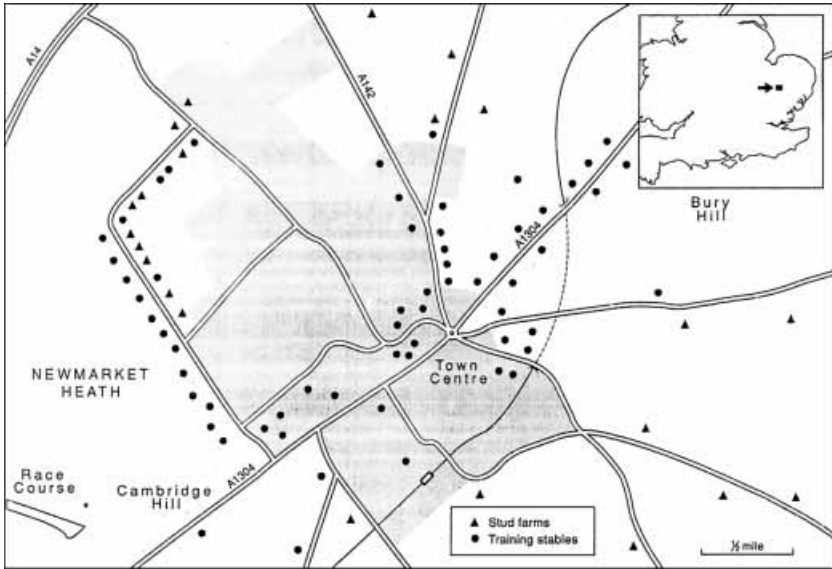 A14
A142
Bury
Hill
A1304
NEWMARKET
HEATH
Town
Centre
Race
Course
Cambridge
Hill
A1304
Stud farms
Training stables
½ mile